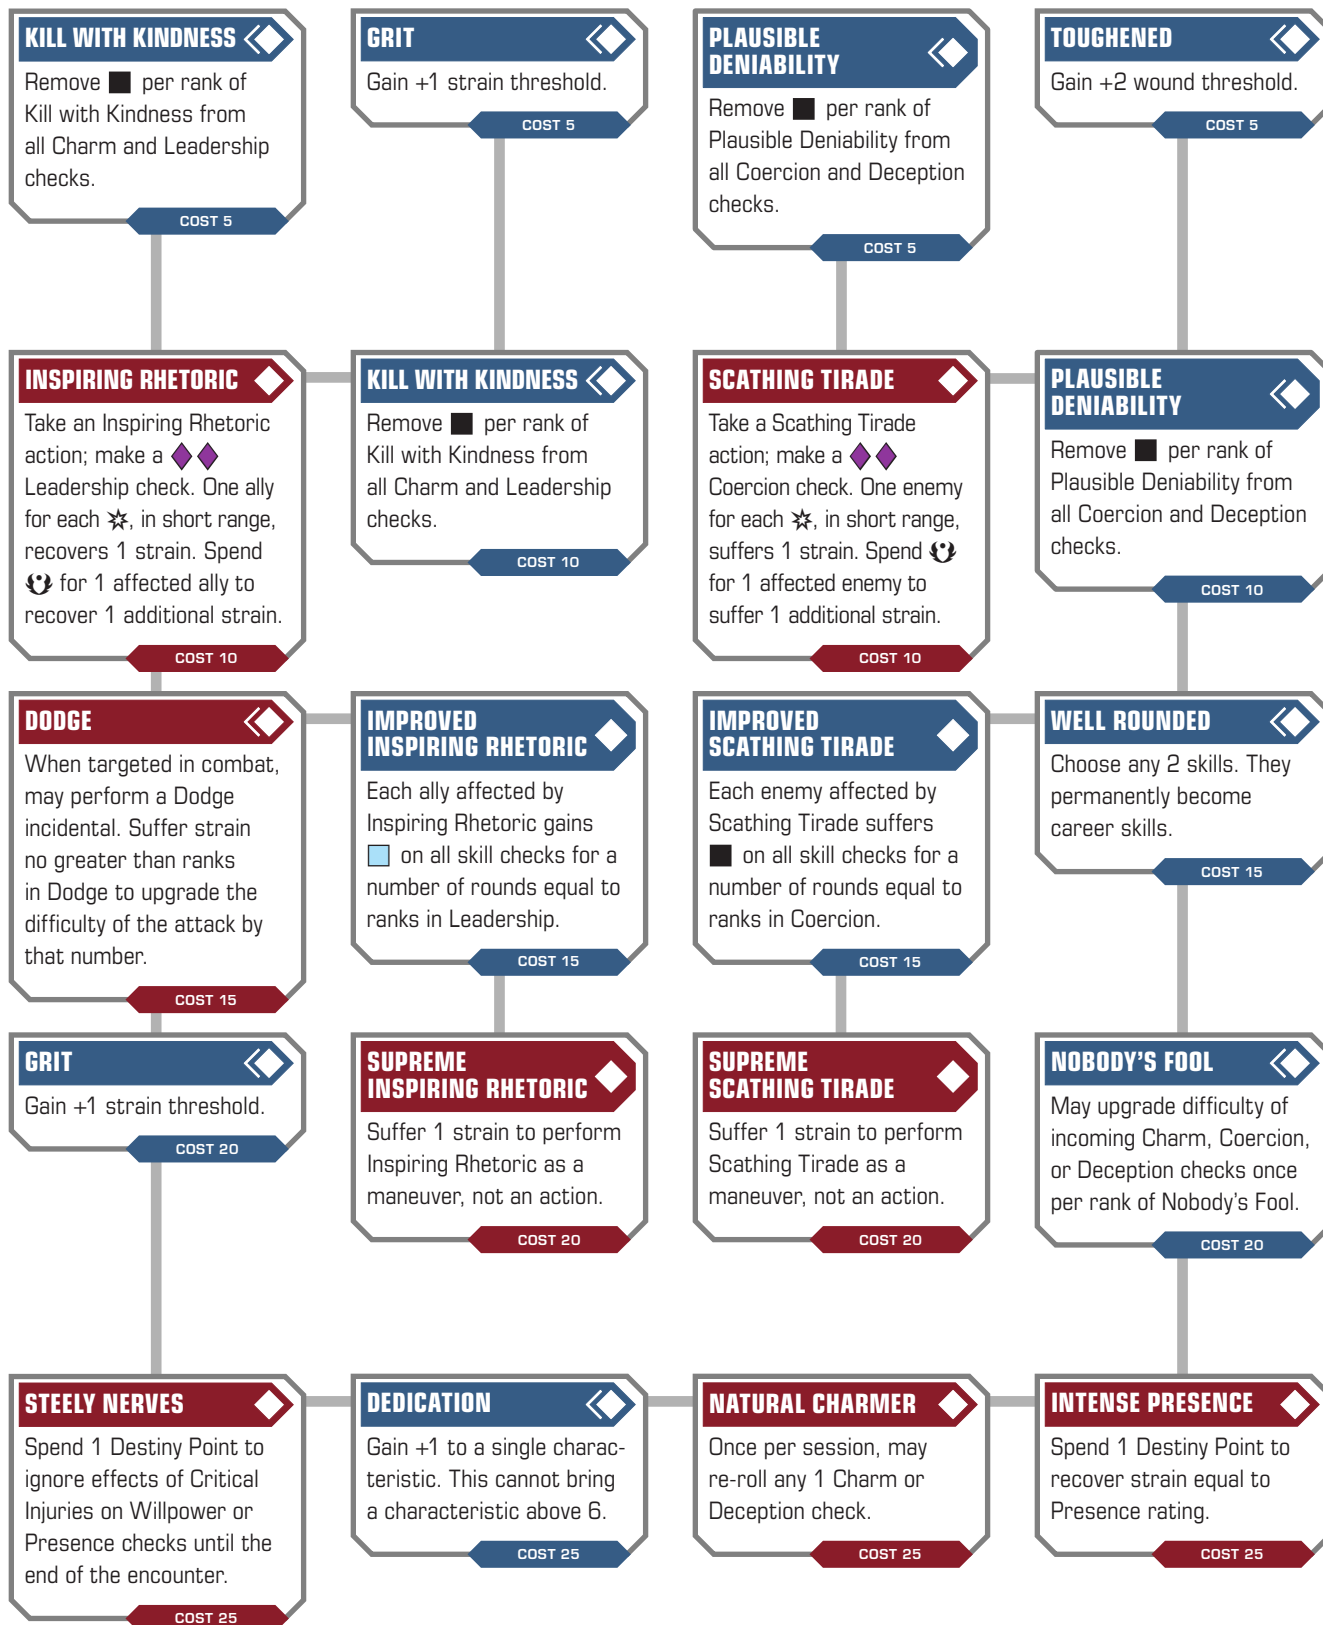 KILL WITH KINDNESS
Remove per rank of
Kill with Kindness from
all Charm and Leadership
checks.
COST 5
GRIT
Gain +1 strain threshold.
COST 5
PLAUSIBLE
DENIABILITY
Remove per rank of
Plausible Deniability from
all Coercion and Deception
checks.
COST 5
TOUGHENED
Gain +2 wound threshold.
COST 5
INSPIRING RHETORIC
Take an Inspiring Rhetoric
action; make a
Leadership check. One ally
for each , in short range,
recovers 1 strain. Spend
for 1 affected ally to
recover 1 additional strain.
COST 10
KILL WITH KINDNESS
Remove per rank of
Kill with Kindness from
all Charm and Leadership
checks.
COST 10
SCATHING TIRADE
Take a Scathing Tirade
action; make a
Coercion check. One enemy
for each , in short range,
suffers 1 strain. Spend
for 1 affected enemy to
suffer 1 additional strain.
COST 10
PLAUSIBLE
DENIABILITY
Remove per rank of
Plausible Deniability from
all Coercion and Deception
checks.
COST 10
DODGE
When targeted in combat,
may perform a Dodge
incidental. Suffer strain
no greater than ranks
in Dodge to upgrade the
difficulty of the attack by
that number.
COST 15
IMPROVED
INSPIRING RHETORIC
Each ally affected by
Inspiring Rhetoric gains
on all skill checks for a
number of rounds equal to
ranks in Leadership.
COST 15
IMPROVED
SCATHING TIRADE
Each enemy affected by
Scathing Tirade suffers
on all skill checks for a
number of rounds equal to
ranks in Coercion.
COST 15
WELL ROUNDED
Choose any 2 skills. They
permanently become
career skills.
COST 15
GRIT
Gain +1 strain threshold.
COST 20
SUPREME
INSPIRING RHETORIC
Suffer 1 strain to perform
Inspiring Rhetoric as a
maneuver, not an action.
COST 20
SUPREME
SCATHING TIRADE
Suffer 1 strain to perform
Scathing Tirade as a
maneuver, not an action.
COST 20
NOBODY'S FOOL
May upgrade difficulty of
incoming Charm, Coercion,
or Deception checks once
per rank of Nobody's Fool.
COST 20
STEELY NERVES
Spend 1 Destiny Point to
ignore effects of Critical
Injuries on Willpower or
Presence checks until the
end of the encounter.
COST 25
DEDICATION
Gain +1 to a single charac-
teristic. This cannot bring
a characteristic above 6.
COST 25
NATURAL CHARMER
Once per session, may
re-roll any 1 Charm or
Deception check.
COST 25
INTENSE PRESENCE
Spend 1 Destiny Point to
recover strain equal to
Presence rating.
COST 25